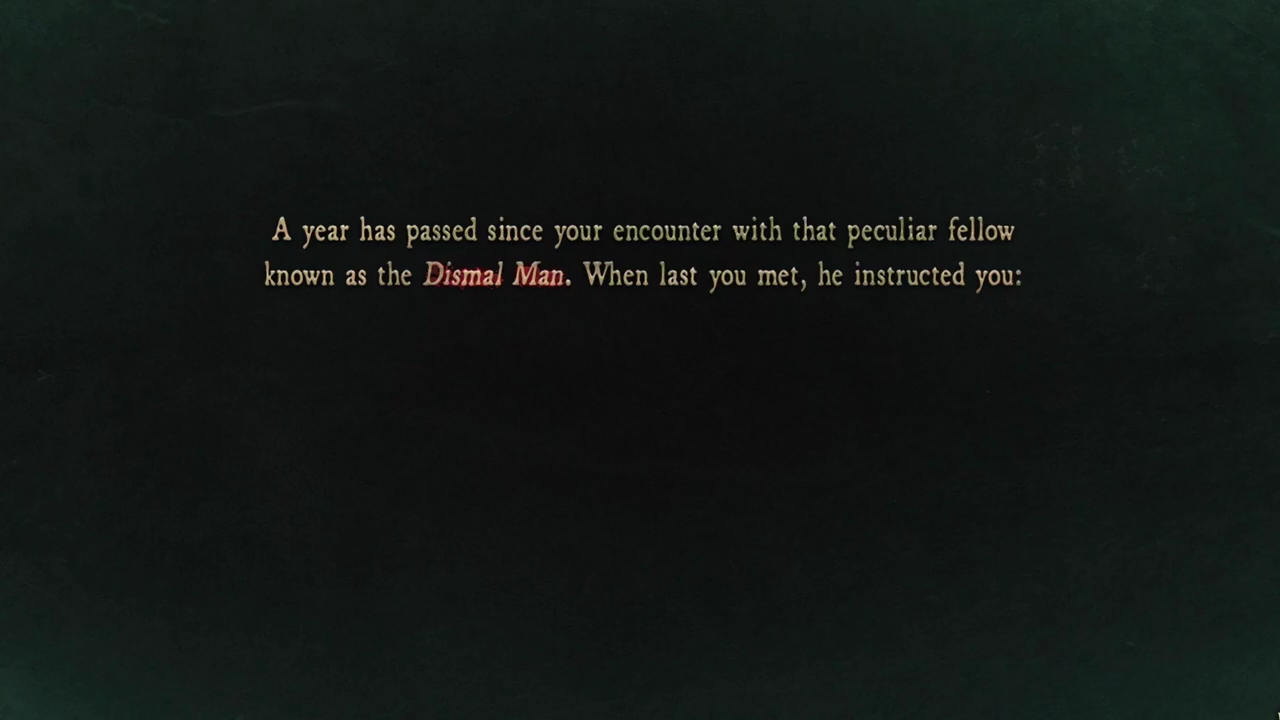 A year has passed since your encounter with that peculiar fellow
known as the Dismal Man. When last you met, he instructed you: